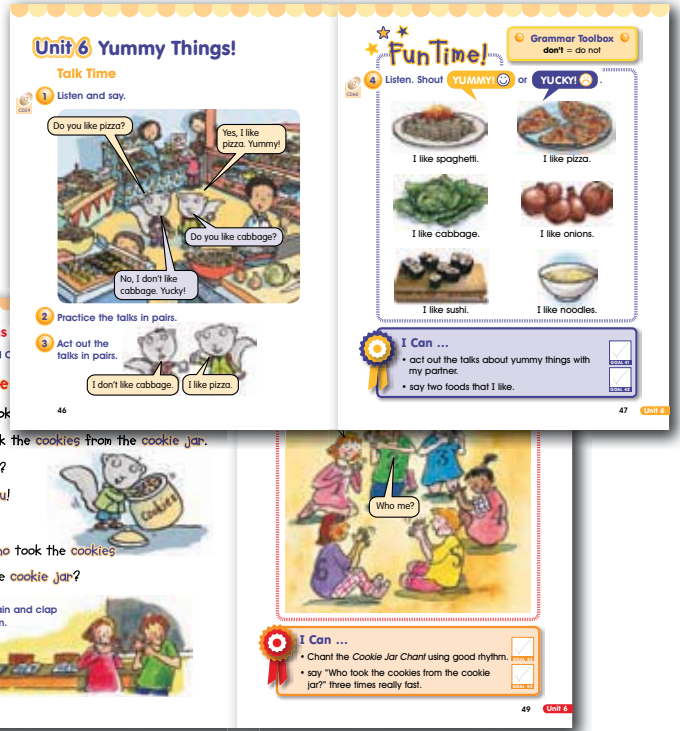 Unit 6 Yummy Things!
Talk Time
1 Listen and say.
Do you like pizza?
Yes, I like
pizza. Yummy!
Do you like cabbage?
No, I don't like
cabbage. Yucky!
2 Practice the talks in pairs.
3 Act out the
talks in pairs.
I don't like cabbage.
I like pizza.
46
Fun Time!
Grammar Toolbox
don't = do not
4 Listen. Shout YUMMY! or YUCKY! .
I like spaghetti.
I like pizza.
I like cabbage.
I like onions.
I like sushi.
I like noodles.
I Can ...
• act out the talks about yummy things with
my partner.
• say two foods that I like.
47 Unit 6
the cookies from the cookie jar.
?
u!
took the cookies
cookie jar?
and clap
Cookies
Who me?
I Can ...
• Chant the Cookie Jar Chant using good rhythm.
• say "Who took the cookies from the cookie
jar?" three times really fast.
49 Unit 6